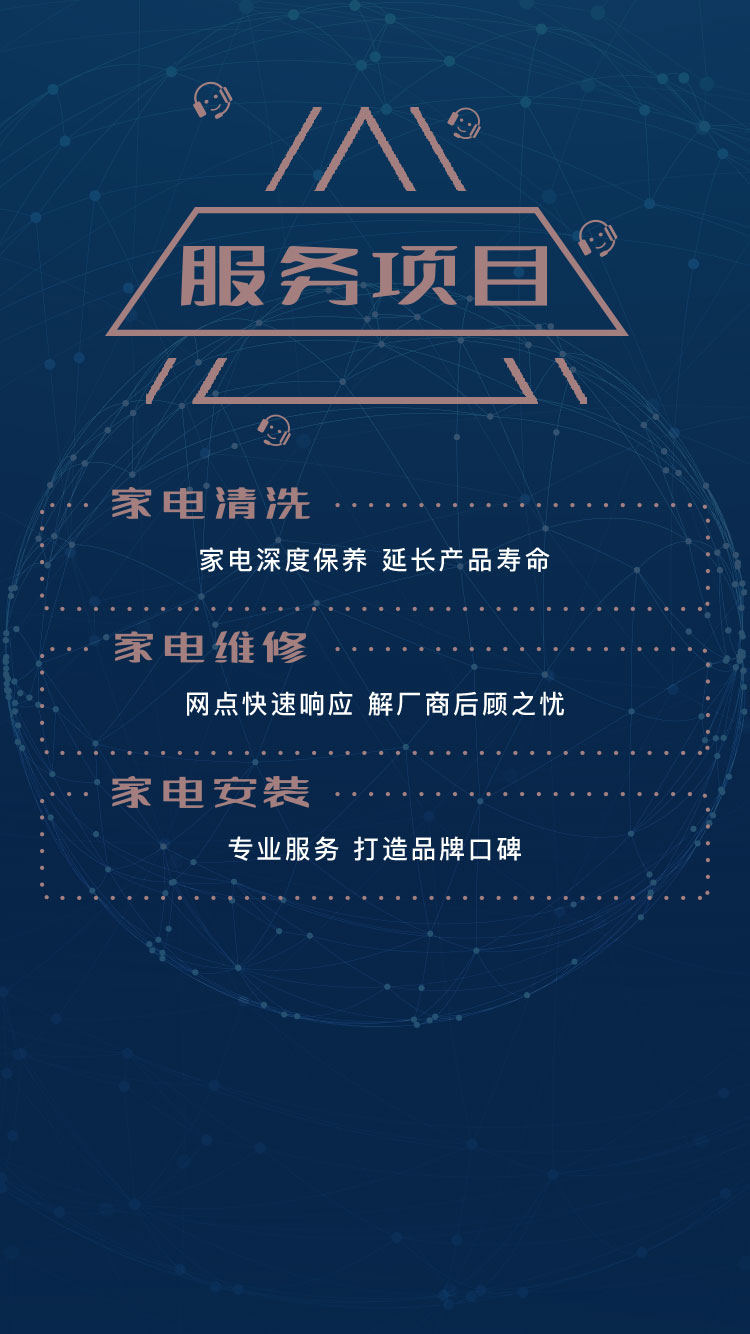 服务项目
家电清洗
家电深度保养 延长产品寿命
家电维修
网点快速响应 解厂商后顾之忧
家电安装
专业服务 打造品牌口碑